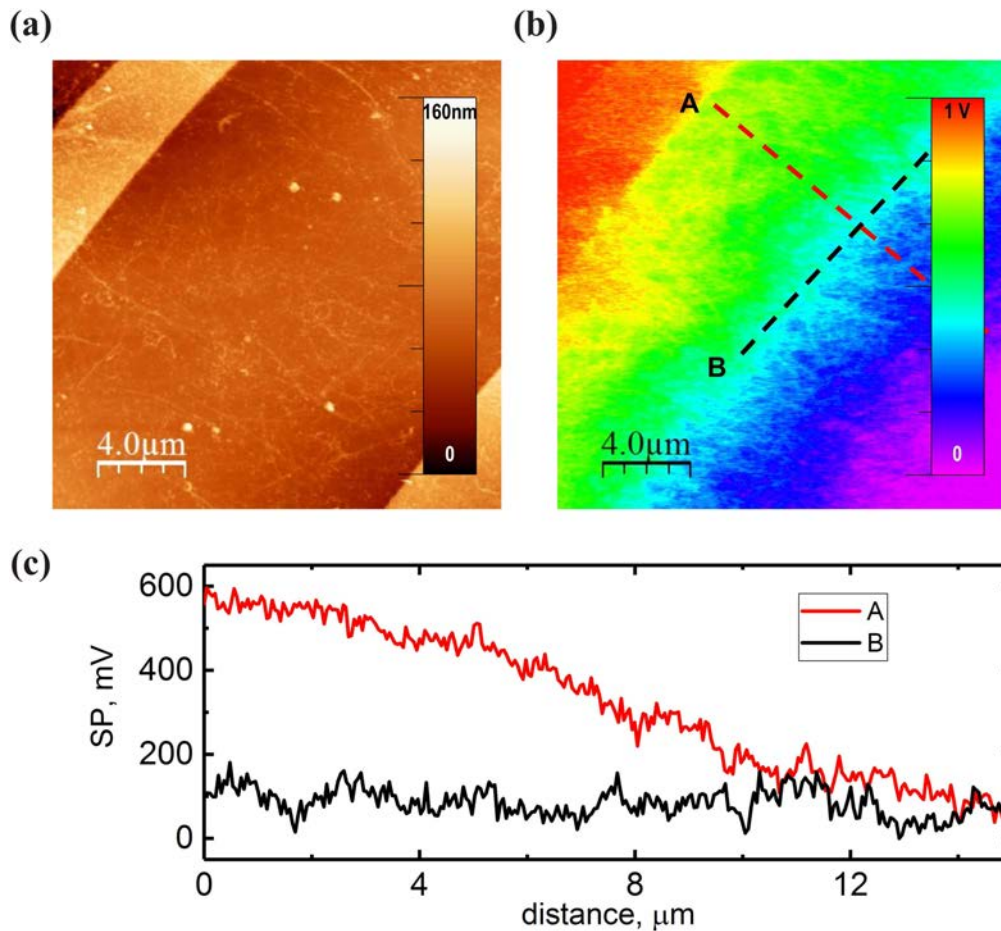 (a)
160nm
0
4.0µm
(b)
1 V
0
A
B
4.0µm
(c)
600
400
200
0
SP, mV
A
B
0 4 8 12
distance, µm